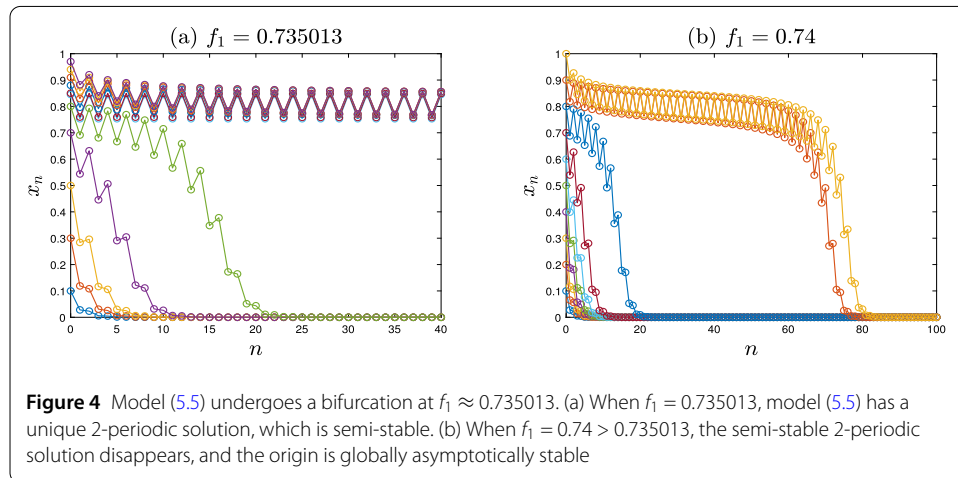 (a) f₁ = 0.735013
(b) f₁ = 0.74
1
0.9
0.8
0.7
0.6
0.5
0.4
0.3
0.2
0.1
0
xₙ
0 5 10 15 20 25 30 35 40
n
1
0.9
0.8
0.7
0.6
0.5
0.4
0.3
0.2
0.1
0
xₙ
0 20 40 60 80 100
n
Figure 4 Model (5.5) undergoes a bifurcation at f₁ ≈ 0.735013. (a) When f₁ = 0.735013, model (5.5) has a
unique 2-periodic solution, which is semi-stable. (b) When f₁ = 0.74 > 0.735013, the semi-stable 2-periodic
solution disappears, and the origin is globally asymptotically stable